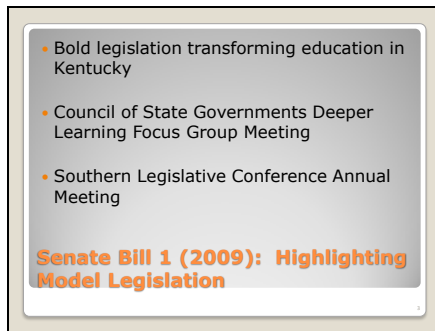 • Bold legislation transforming education in
Kentucky
• Council of State Governments Deeper
Learning Focus Group Meeting
• Southern Legislative Conference Annual
Meeting
Senate Bill 1 (2009): Highlighting
Model Legislation